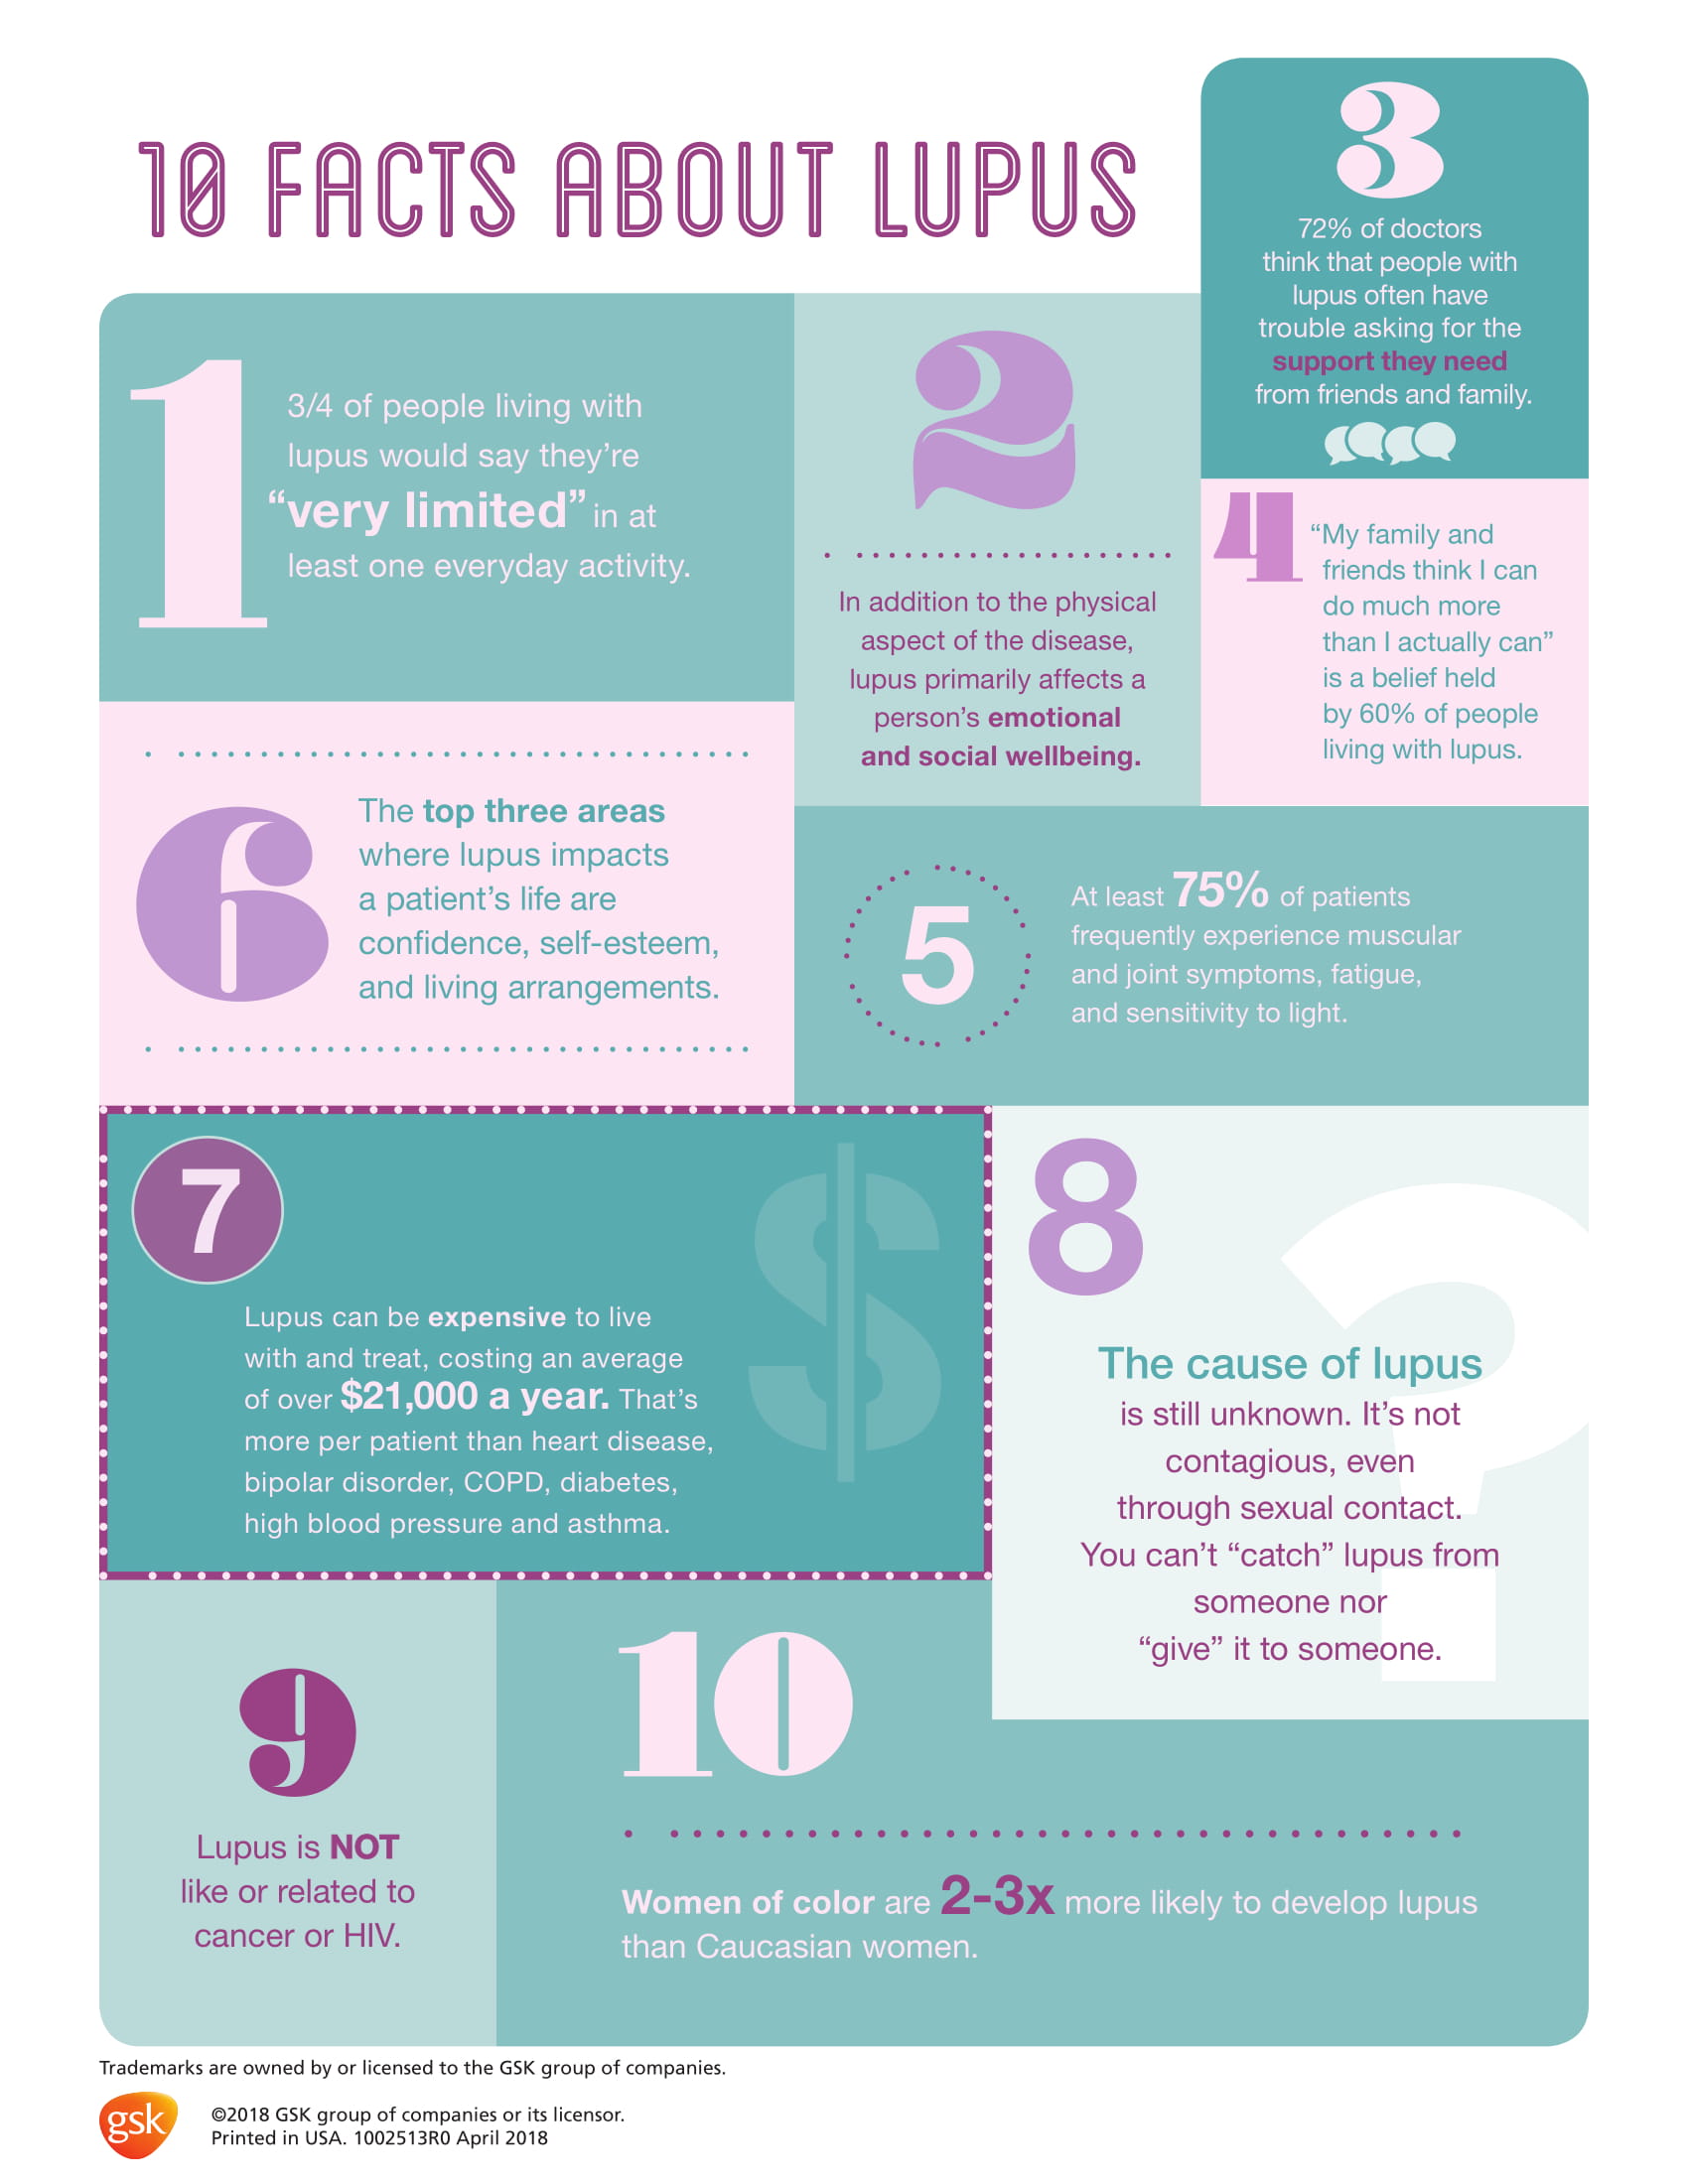 10 FACTS ABOUT LUPUS
1
3/4 of people living with
lupus would say they’re
“very limited” in at
least one everyday activity.
2
In addition to the physical
aspect of the disease,
lupus primarily affects a
person’s emotional
and social wellbeing.
3
72% of doctors
think that people with
lupus often have
trouble asking for the
support they need
from friends and family.
4
“My family and
friends think I can
do much more
than I actually can”
is a belief held
by 60% of people
living with lupus.
5
At least 75% of patients
frequently experience muscular
and joint symptoms, fatigue,
and sensitivity to light.
6
The top three areas
where lupus impacts
a patient’s life are
confidence, self-esteem,
and living arrangements.
7
$
Lupus can be expensive to live
with and treat, costing an average
of over $21,000 a year. That’s
more per patient than heart disease,
bipolar disorder, COPD, diabetes,
high blood pressure and asthma.
8
?
The cause of lupus
is still unknown. It’s not
contagious, even
through sexual contact.
You can’t “catch” lupus from
someone nor
“give” it to someone.
9
Lupus is NOT
like or related to
cancer or HIV.
10
Women of color are 2-3x more likely to develop lupus
than Caucasian women.
Trademarks are owned by or licensed to the GSK group of companies.
gsk
©2018 GSK group of companies or its licensor.
Printed in USA. 1002513R0 April 2018